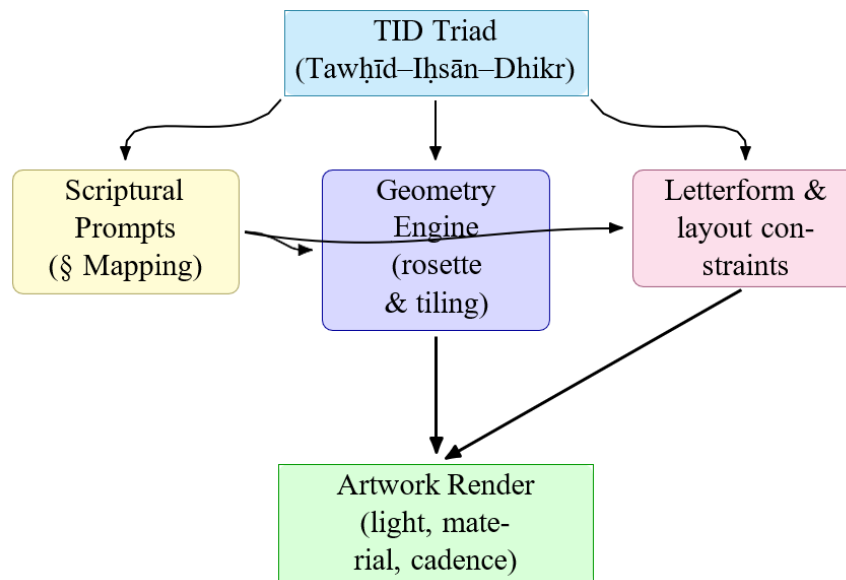 TID Triad
(Tawḥīd–Iḥsān–Dhikr)
Scriptural
Prompts
(§ Mapping)
Geometry
Engine
(rosette
& tiling)
Letterform &
layout con-
straints
Artwork Render
(light, mate-
rial, cadence)